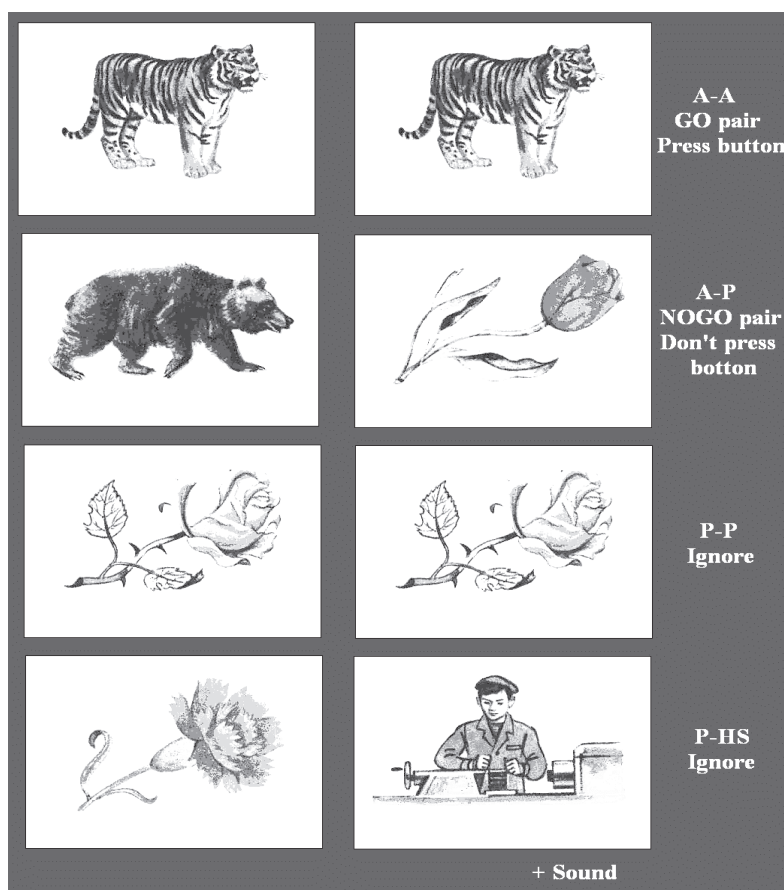 A-A
GO pair
Press button
A-P
NOGO pair
Don't press
botton
P-P
Ignore
P-HS
Ignore
+ Sound